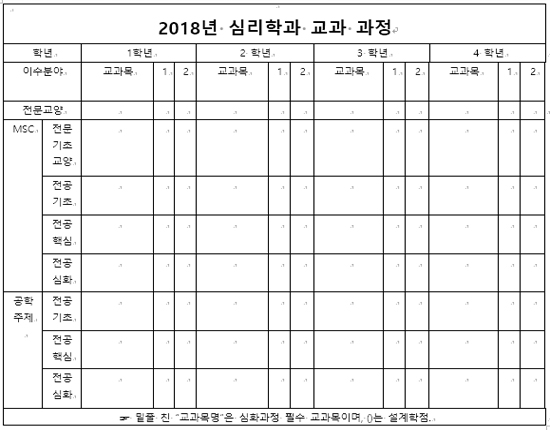 2018년 심리학과 교과 과정
학년 1학년 2 학년 3 학년 4 학년
이수분야 교과목 1 2 교과목 1 2 교과목 1 2 교과목 1 2
전문교양
MSC 전문
기초
교양
전공
기초
전공
핵심
전공
심화
공학 전공
주제 기초
전공
핵심
전공
심화
☞ 밑줄 친 "교과목명"은 심화과정 필수 교과목이며, ()는 설계학점.